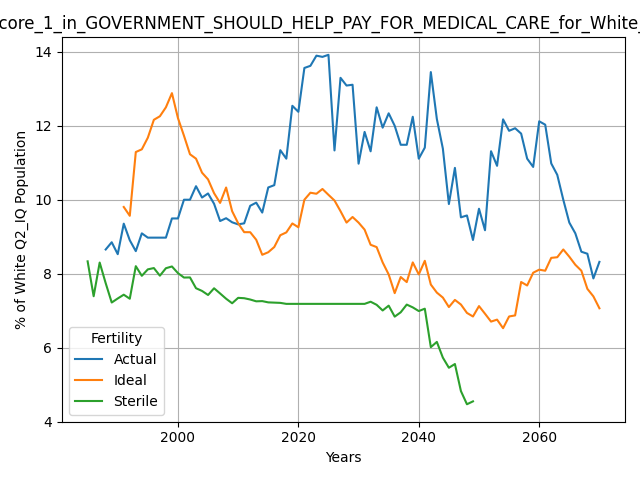 core_1_in_GOVERNMENT_SHOULD_HELP_PAY_FOR_MEDICAL_CARE_for_White_
% of White Q2_IQ Population
14
12
10
8
6
4
Fertility
Actual
Ideal
Sterile
2000 2020 2040 2060
Years